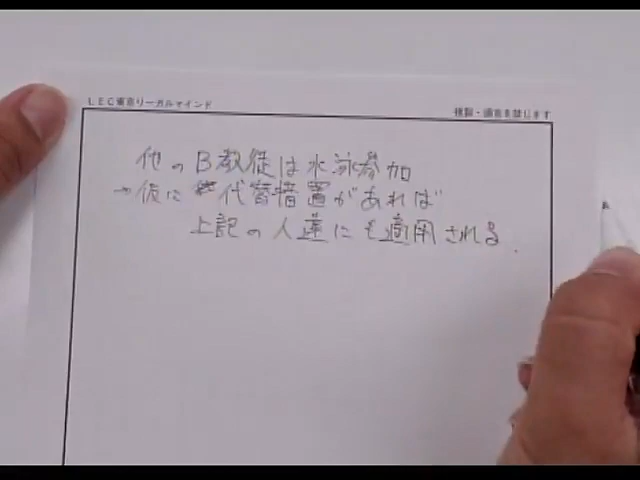 LEC東京リーガルマインド
複製・頒布を禁じます
他のB教徒は水泳参加
→仮に代替措置があれば
上記の人達にも適用される.